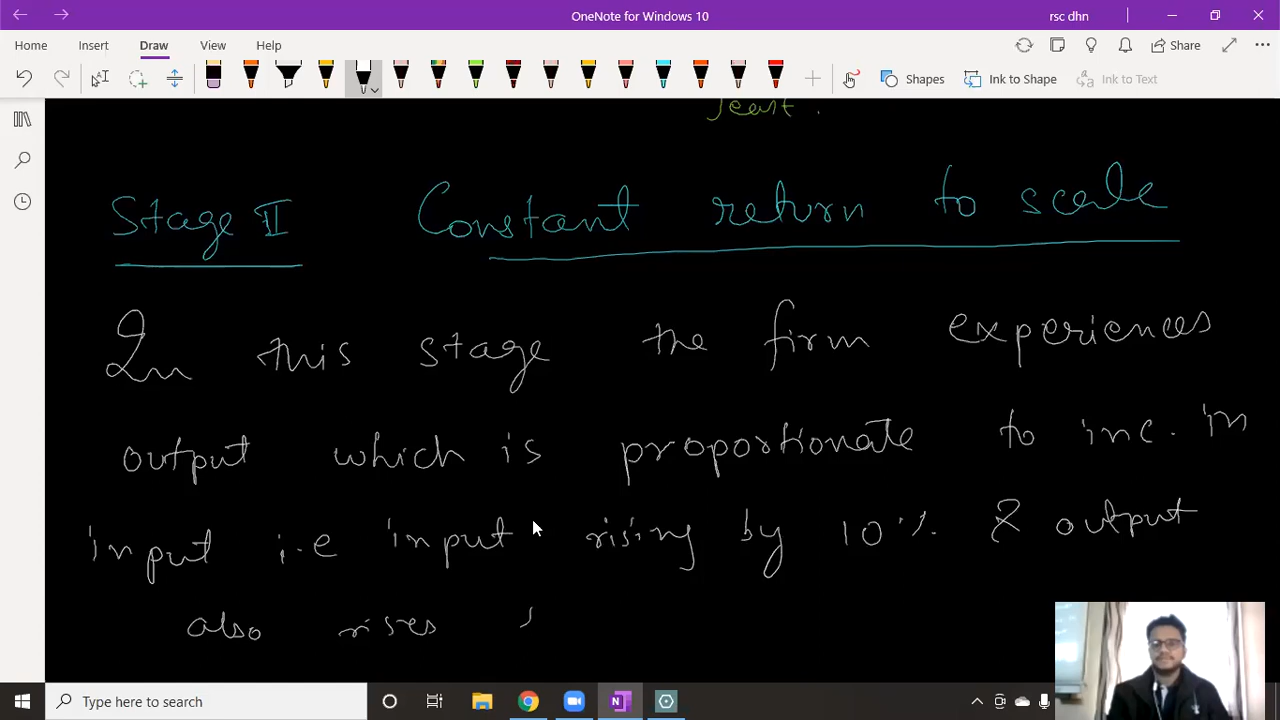 OneNote for Windows 10
rsc dhn
Home Insert Draw View Help
Share
Shapes
Ink to Shape
Ink to Text
Stage II Constant return to scale
In this stage the firm experiences
output which is proportionate to inc. in
input i.e input rising by 10 % & output
also rises
Type here to search